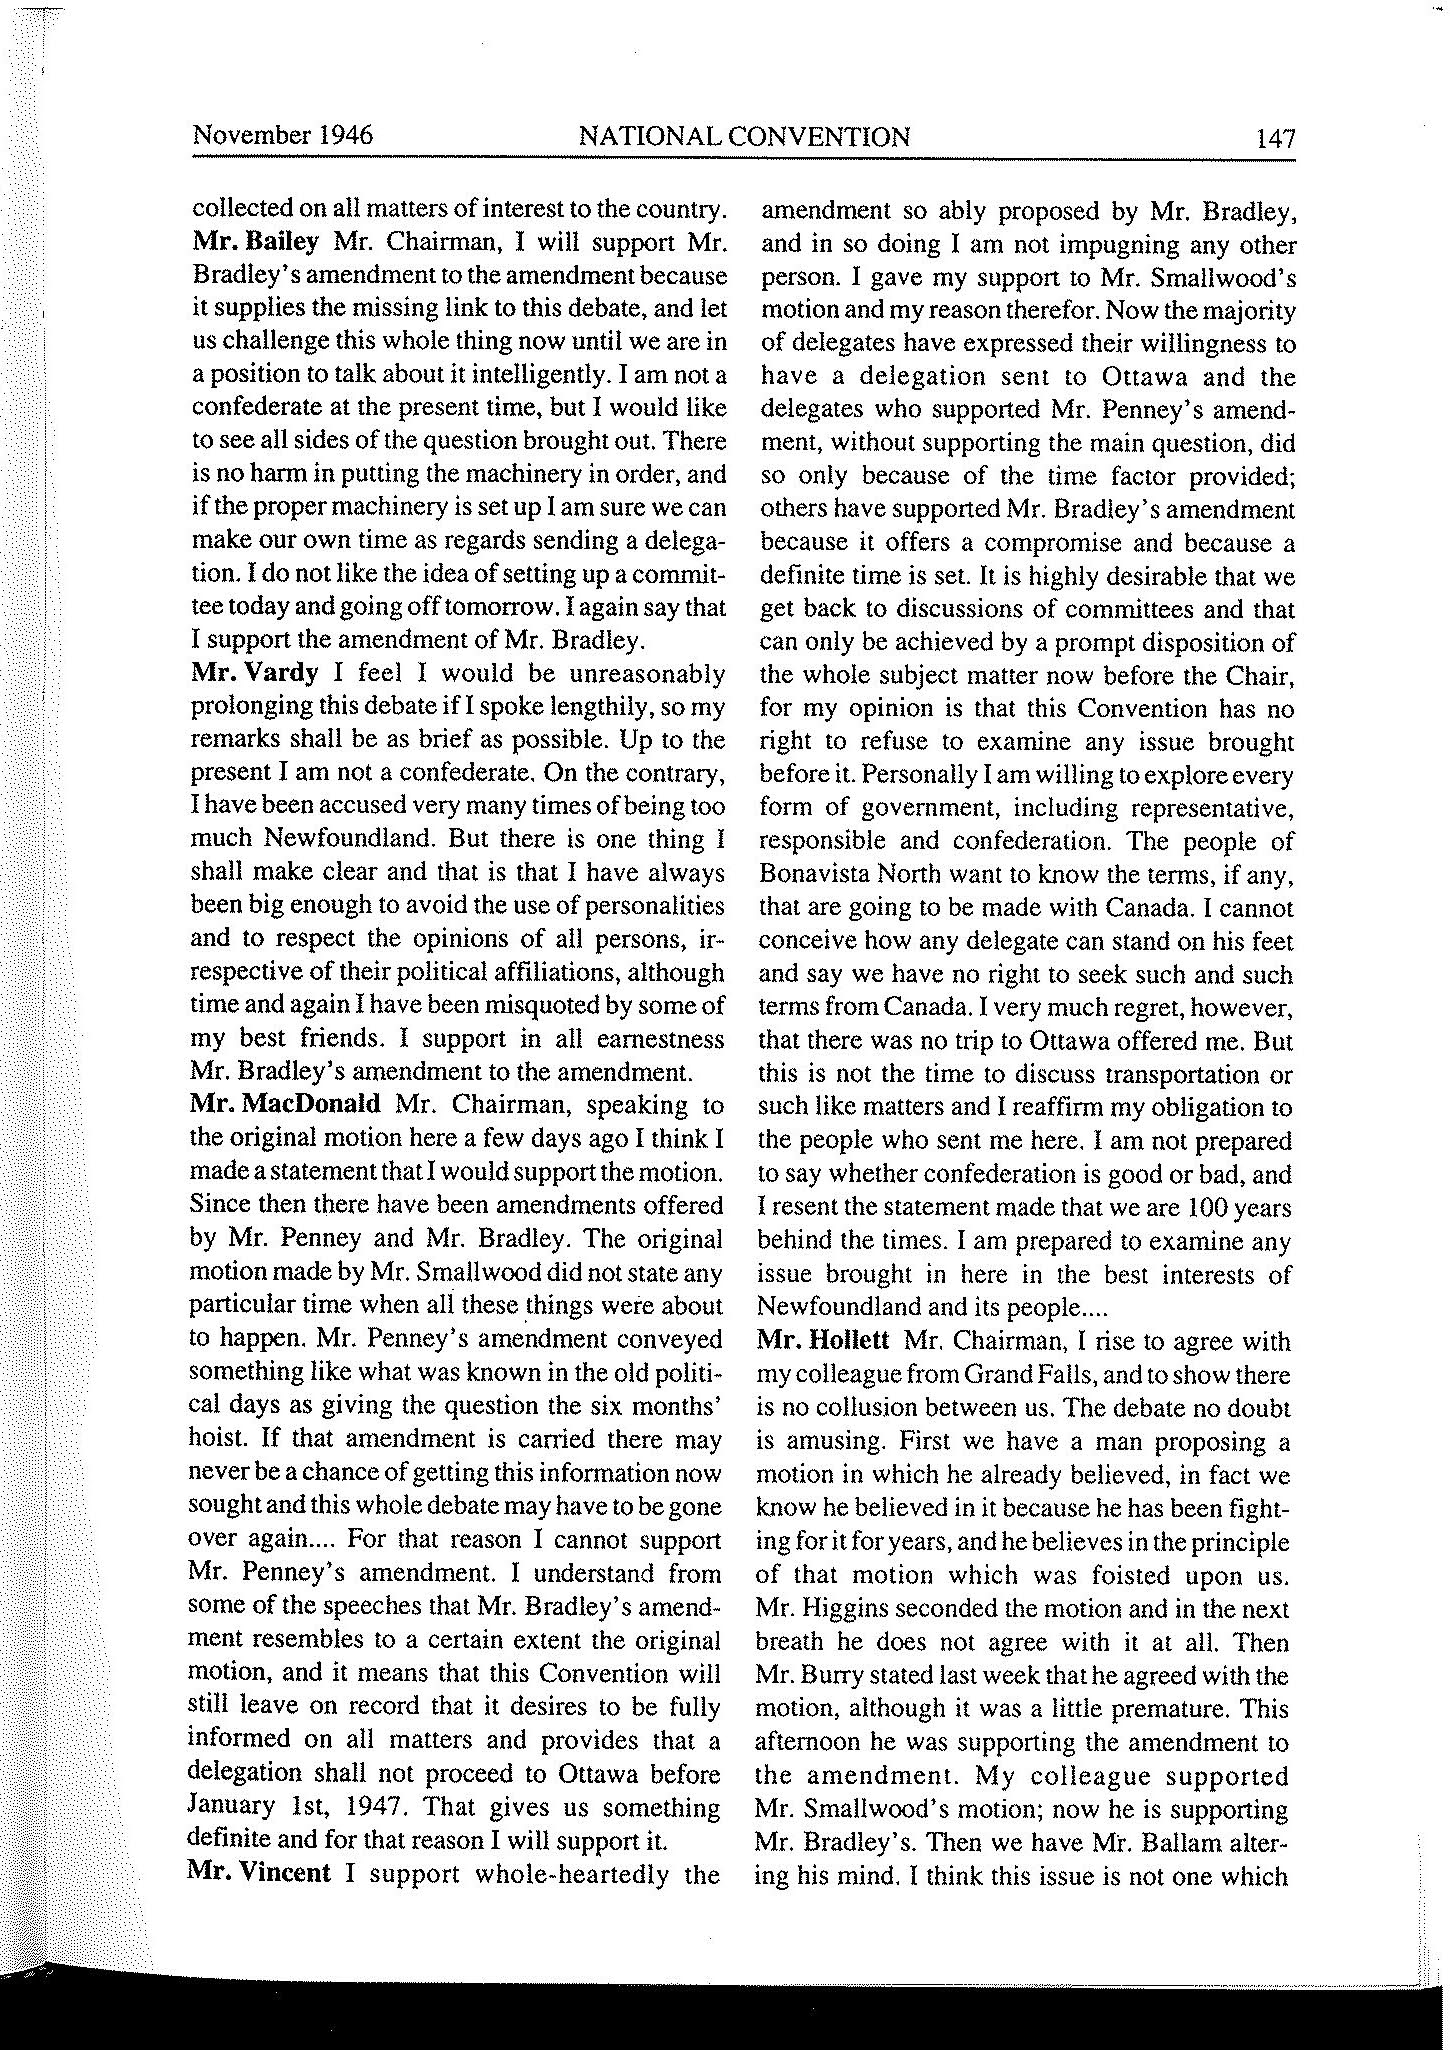 November 1946 NATIONAL CONVENTION 147
collected on all matters of interest to the country.
Mr. Bailey Mr. Chairman, I will support Mr.
Bradley's amendment to the amendment because
it supplies the missing link to this debate, and let
us challenge this whole thing now until we are in
a position to talk about it intelligently. I am not a
confederate at the present time, but I would like
to see all sides of the question brought out. There
is no harm in putting the machinery in order, and
if the proper machinery is set up I am sure we can
make our own time as regards sending a delega-
tion. I do not like the idea of setting up a commit-
tee today and going off tomorrow. I again say that
I support the amendment of Mr. Bradley.
Mr. Vardy I feel I would be unreasonably
prolonging this debate if I spoke lengthily, so my
remarks shall be as brief as possible. Up to the
present I am not a confederate. On the contrary,
I have been accused very many times of being too
much Newfoundland. But there is one thing I
shall make clear and that is that I have always
been big enough to avoid the use of personalities
and to respect the opinions of all persons, ir-
respective of their political affiliations, although
time and again I have been misquoted by some of
my best friends. I support in all earnestness
Mr. Bradley's amendment to the amendment.
Mr. MacDonald Mr. Chairman, speaking to
the original motion here a few days ago I think I
made a statement that I would support the motion.
Since then there have been amendments offered
by Mr. Penney and Mr. Bradley. The original
motion made by Mr. Smallwood did not state any
particular time when all these things were about
to happen. Mr. Penney's amendment conveyed
something like what was known in the old politi-
cal days as giving the question the six months'
hoist. If that amendment is carried there may
never be a chance of getting this information now
sought and this whole debate may have to be gone
over again.... For that reason I cannot support
Mr. Penney's amendment. I understand from
some of the speeches that Mr. Bradley's amend-
ment resembles to a certain extent the original
motion, and it means that this Convention will
still leave on record that it desires to be fully
informed on all matters and provides that a
delegation shall not proceed to Ottawa before
January 1st, 1947. That gives us something
definite and for that reason I will support it.
Mr. Vincent I support whole-heartedly the
amendment so ably proposed by Mr. Bradley,
and in so doing I am not impugning any other
person. I gave my support to Mr. Smallwood's
motion and my reason therefor. Now the majority
of delegates have expressed their willingness to
have a delegation sent to Ottawa and the
delegates who supported Mr. Penney's amend-
ment, without supporting the main question, did
so only because of the time factor provided;
others have supported Mr. Bradley's amendment
because it offers a compromise and because a
definite time is set. It is highly desirable that we
get back to discussions of committees and that
can only be achieved by a prompt disposition of
the whole subject matter now before the Chair,
for my opinion is that this Convention has no
right to refuse to examine any issue brought
before it. Personally I am willing to explore every
form of government, including representative,
responsible and confederation. The people of
Bonavista North want to know the terms, if any,
that are going to be made with Canada. I cannot
conceive how any delegate can stand on his feet
and say we have no right to seek such and such
terms from Canada. I very much regret, however,
that there was no trip to Ottawa offered me. But
this is not the time to discuss transportation or
such like matters and I reaffirm my obligation to
the people who sent me here. I am not prepared
to say whether confederation is good or bad, and
I resent the statement made that we are 100 years
behind the times. I am prepared to examine any
issue brought in here in the best interests of
Newfoundland and its people....
Mr. Hollett Mr. Chairman, I rise to agree with
my colleague from Grand Falls, and to show there
is no collusion between us. The debate no doubt
is amusing. First we have a man proposing a
motion in which he already believed, in fact we
know he believed in it because he has been fight-
ing for it for years, and he believes in the principle
of that motion which was foisted upon us.
Mr. Higgins seconded the motion and in the next
breath he does not agree with it at all. Then
Mr. Burry stated last week that he agreed with the
motion, although it was a little premature. This
afternoon he was supporting the amendment to
the amendment. My colleague supported
Mr. Smallwood's motion; now he is supporting
Mr. Bradley's. Then we have Mr. Ballam alter-
ing his mind. I think this issue is not one which